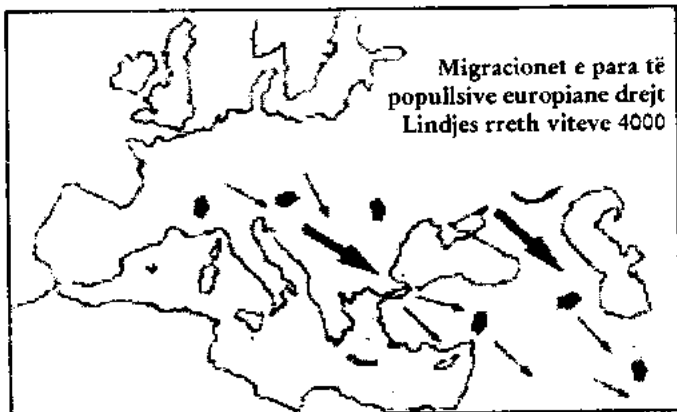 Migracionet e para të
popullsive europiane drejt
Lindjes rreth viteve 4000